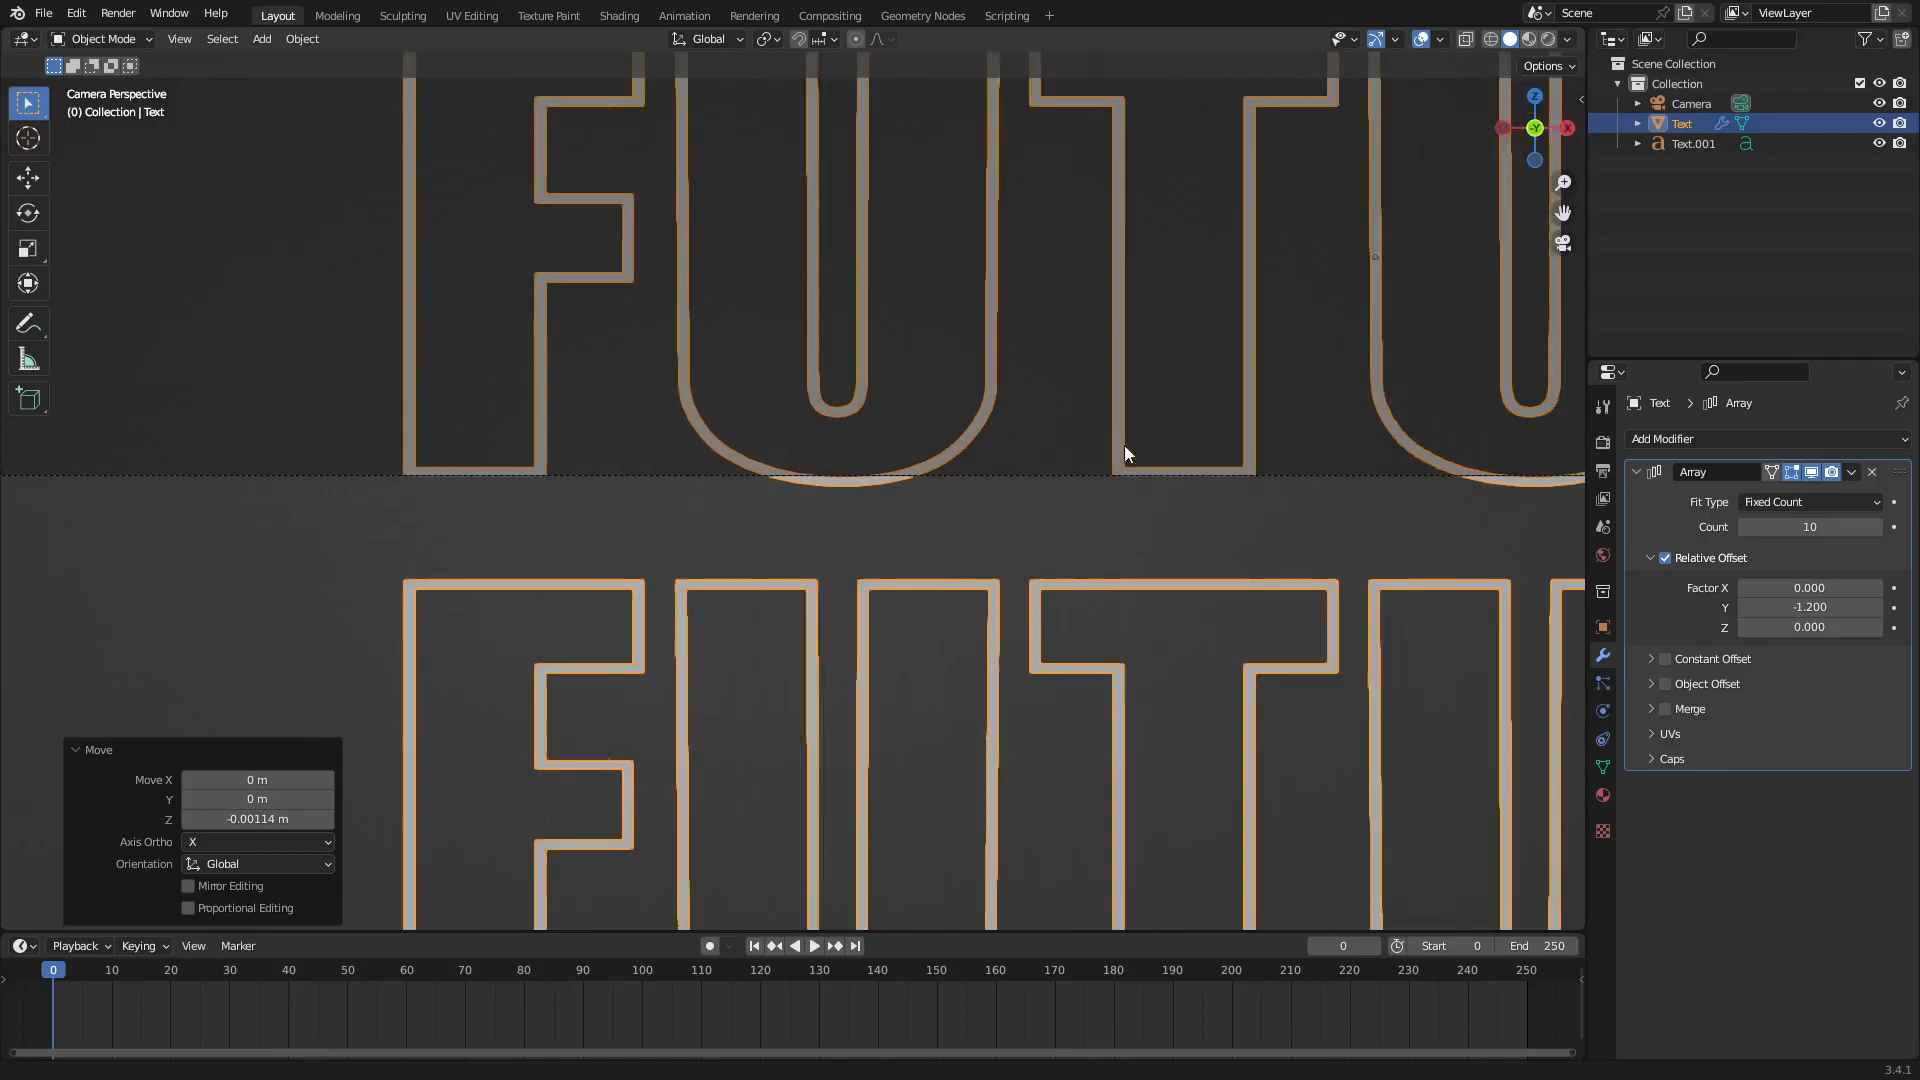 File Edit Render Window Help Layout Modeling Sculpting UV Editing Texture Paint Shading Animation Rendering Compositing Geometry Nodes Scripting + Scene ViewLayer
Object Mode View Select Add Object Global
Options
Camera Perspective
(0) Collection | Text
Scene Collection
Collection
Camera
Text
Text.001
Z
-Y
X
FUTU
FUTU
Text > Array
Add Modifier
Array
Fit Type Fixed Count
Count 10
Relative Offset
Factor X 0.000
Y -1.200
Z 0.000
Constant Offset
Object Offset
Merge
UVs
Caps
Move
Move X 0 m
Y 0 m
Z -0.00114 m
Axis Ortho X
Orientation Global
Mirror Editing
Proportional Editing
Playback Keying View Marker 0 Start 0 End 250
0 10 20 30 40 50 60 70 80 90 100 110 120 130 140 150 160 170 180 190 200 210 220 230 240 250
3.4.1